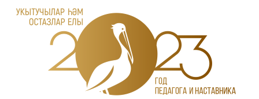 УКЫТУЧЫЛАР ҺӘМ
ОСТАЗЛАР ЕЛЫ
2023
ГОД
ПЕДАГОГА И НАСТАВНИКА